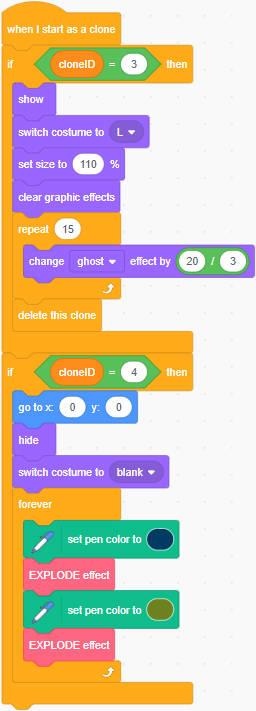 when I start as a clone
if cloneID = 3 then
show
switch costume to L
set size to 110 %
clear graphic effects
repeat 15
change ghost effect by 20 / 3
delete this clone
if cloneID = 4 then
go to x: 0 y: 0
hide
switch costume to blank
forever
set pen color to
EXPLODE effect
set pen color to
EXPLODE effect